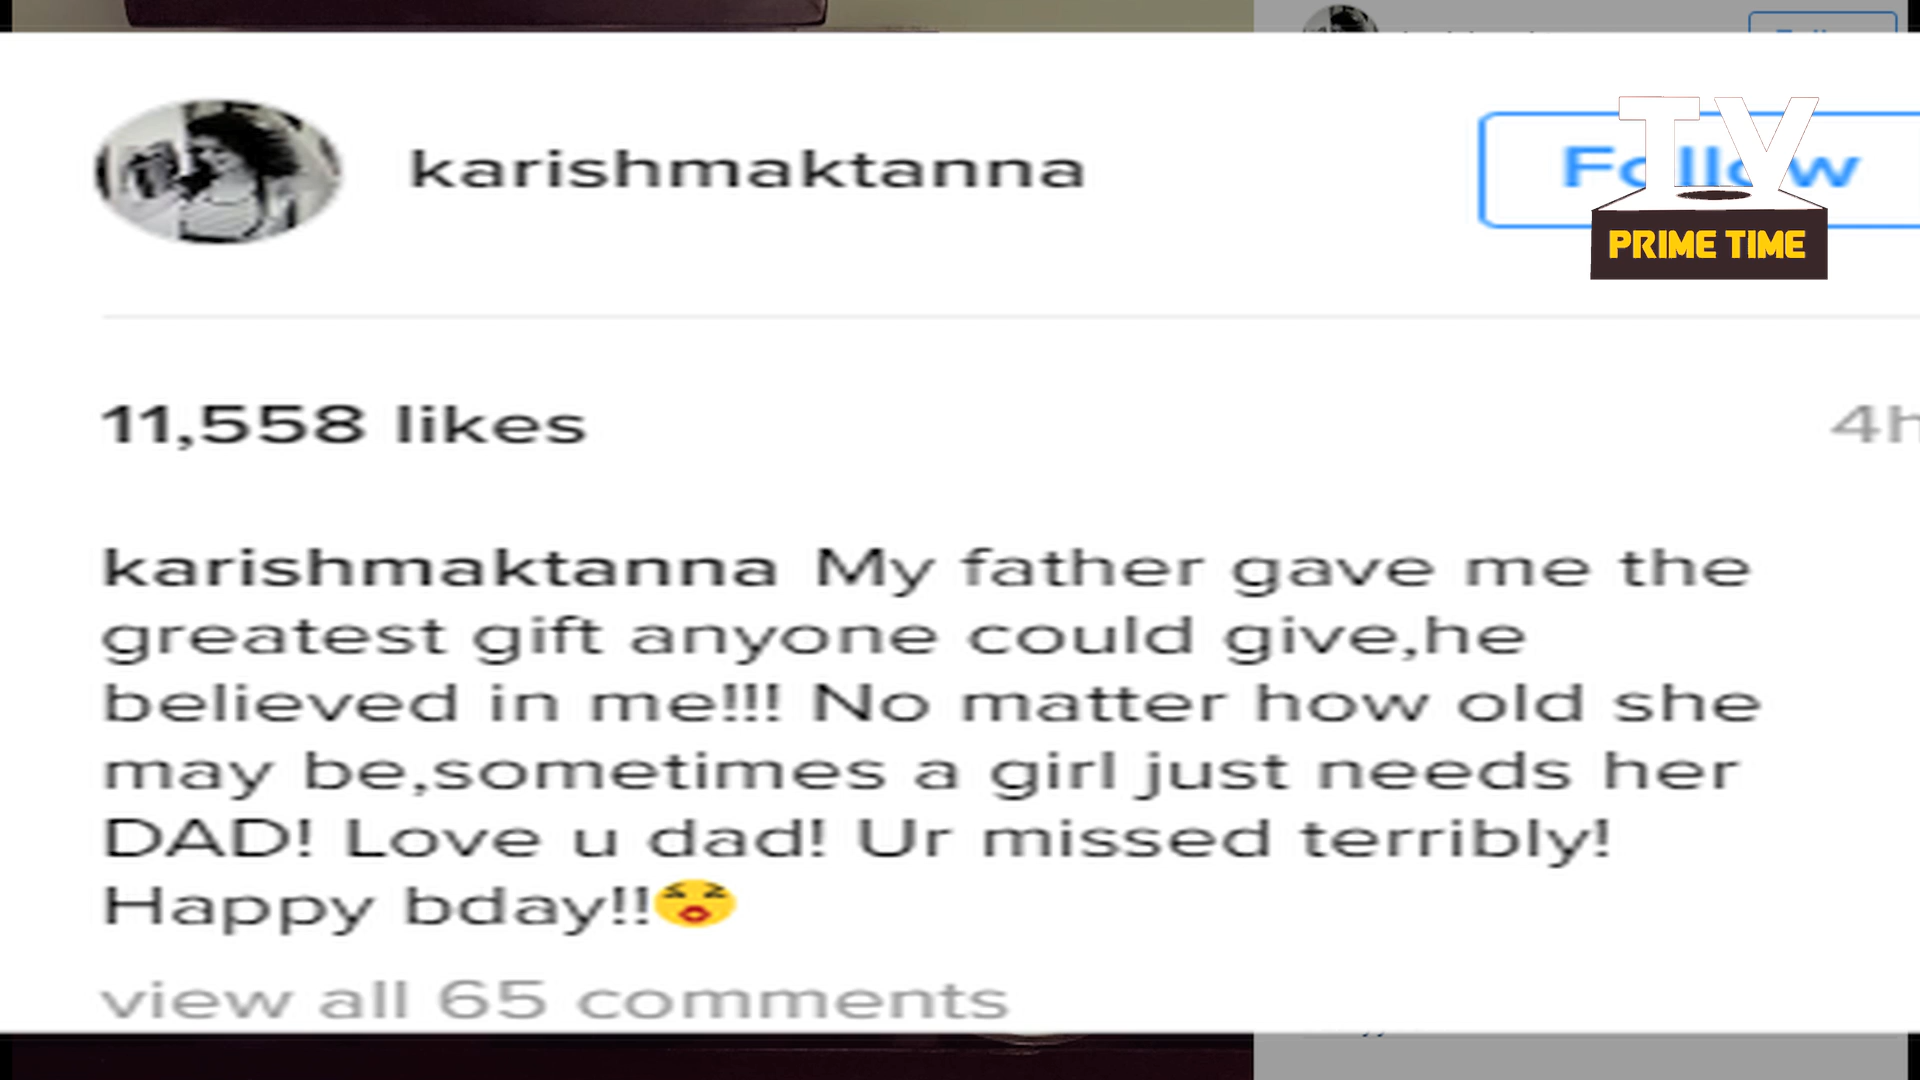 karishmaktanna
Follow
TV
PRIME TIME
11,558 likes
4h
karishmaktanna My father gave me the
greatest gift anyone could give,he
believed in me!!! No matter how old she
may be,sometimes a girl just needs her
DAD! Love u dad! Ur missed terribly!
Happy bday!!😵
view all 65 comments